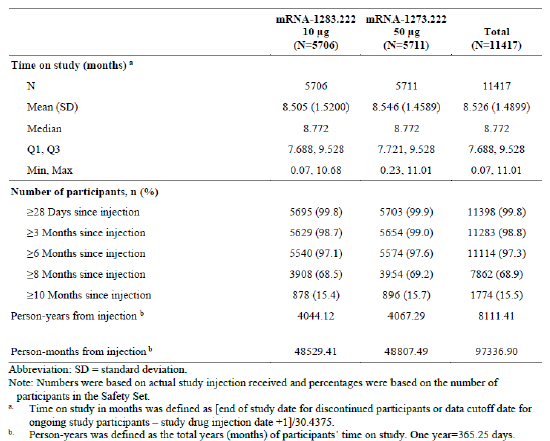 mRNA-1283.222 mRNA-1273.222
10 µg 50 µg Total
(N=5706) (N=5711) (N=11417)
Time on study (months) a
N 5706 5711 11417
Mean (SD) 8.505 (1.5200) 8.546 (1.4589) 8.526 (1.4899)
Median 8.772 8.772 8.772
Q1, Q3 7.688, 9.528 7.721, 9.528 7.688, 9.528
Min, Max 0.07, 10.68 0.23, 11.01 0.07, 11.01
Number of participants, n (%)
≥28 Days since injection 5695 (99.8) 5703 (99.9) 11398 (99.8)
≥3 Months since injection 5629 (98.7) 5654 (99.0) 11283 (98.8)
≥6 Months since injection 5540 (97.1) 5574 (97.6) 11114 (97.3)
≥8 Months since injection 3908 (68.5) 3954 (69.2) 7862 (68.9)
≥10 Months since injection 878 (15.4) 896 (15.7) 1774 (15.5)
Person-years from injection b 4044.12 4067.29 8111.41
Person-months from injection b 48529.41 48807.49 97336.90
Abbreviation: SD = standard deviation.
Note: Numbers were based on actual study injection received and percentages were based on the number of
participants in the Safety Set.
a. Time on study in months was defined as [end of study date for discontinued participants or data cutoff date for
ongoing study participants – study drug injection date +1]/30.4375.
b. Person-years was defined as the total years (months) of participants' time on study. One year=365.25 days.